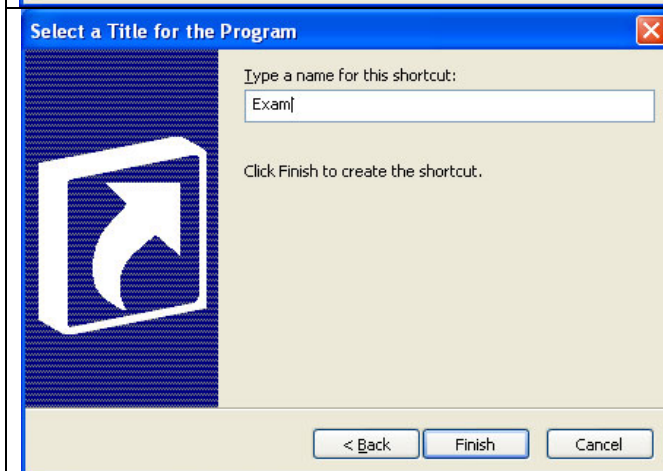 Select a Title for the Program
Type a name for this shortcut:
Exam
Click Finish to create the shortcut.
< Back
Finish
Cancel